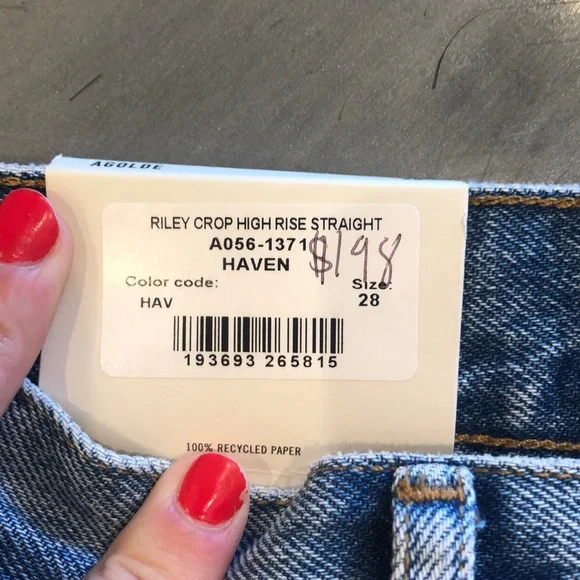 AGOLDE
RILEY CROP HIGH RISE STRAIGHT
A056-1371
HAVEN $198
Color code: Size:
HAV 28
193693 265815
100% RECYCLED PAPER